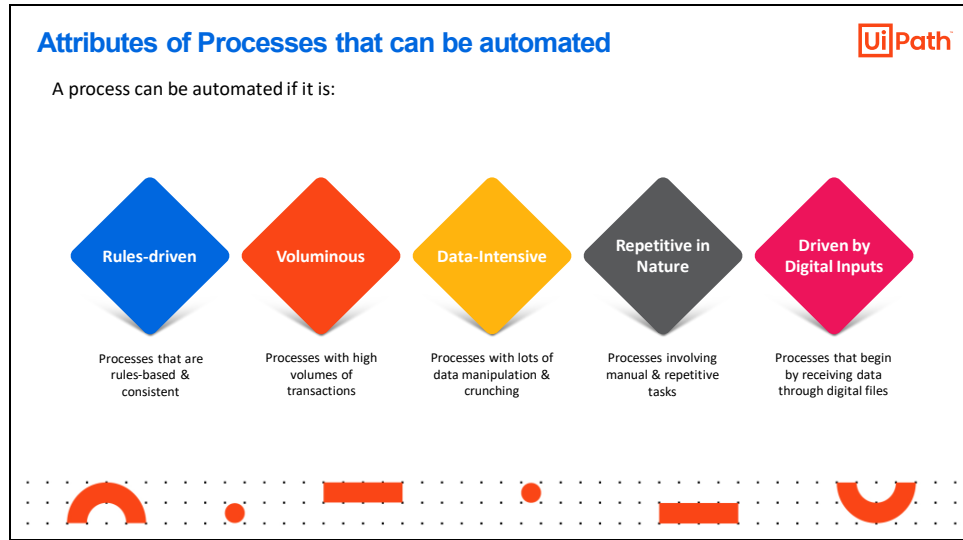 Attributes of Processes that can be automated
UiPath
A process can be automated if it is:
Rules-driven
Voluminous
Data-Intensive
Repetitive in
Nature
Driven by
Digital Inputs
Processes that are
rules-based &
consistent
Processes with high
volumes of
transactions
Processes with lots of
data manipulation &
crunching
Processes involving
manual & repetitive
tasks
Processes that begin
by receiving data
through digital files